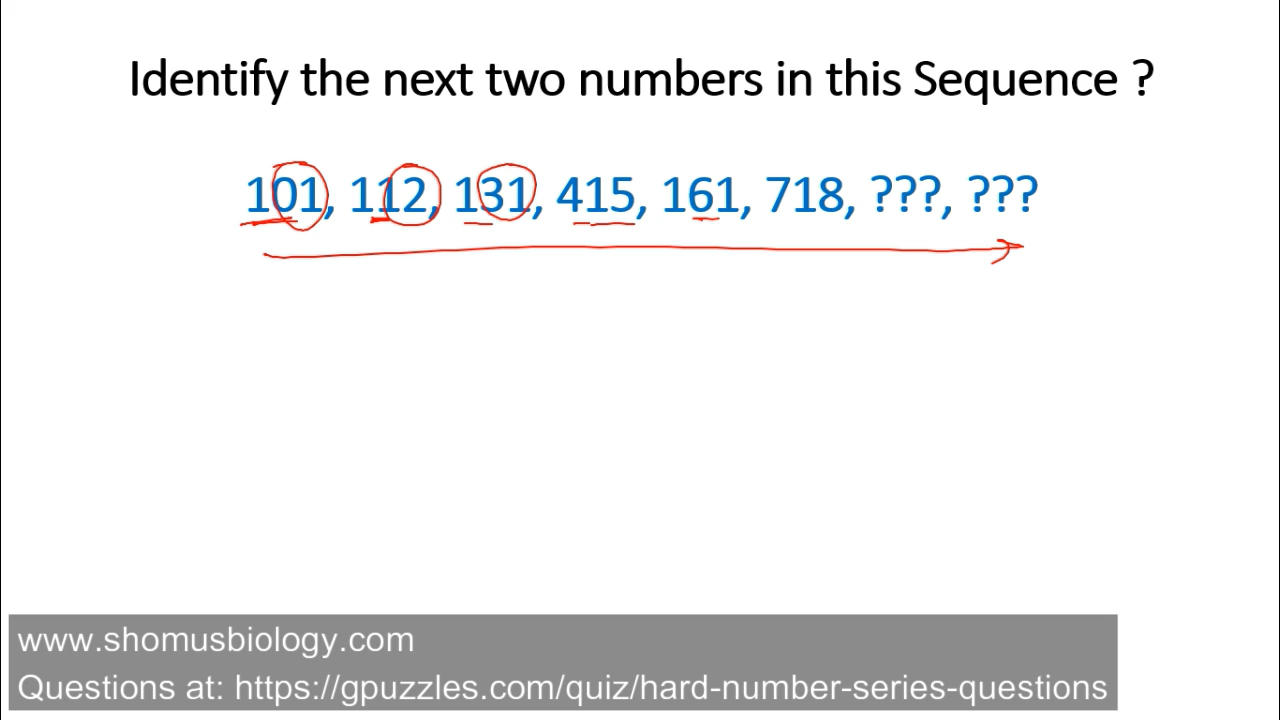 Identify the next two numbers in this Sequence ?
101, 112, 131, 415, 161, 718, ???, ???
www.shomusbiology.com
Questions at: https://gpuzzles.com/quiz/hard-number-series-questions